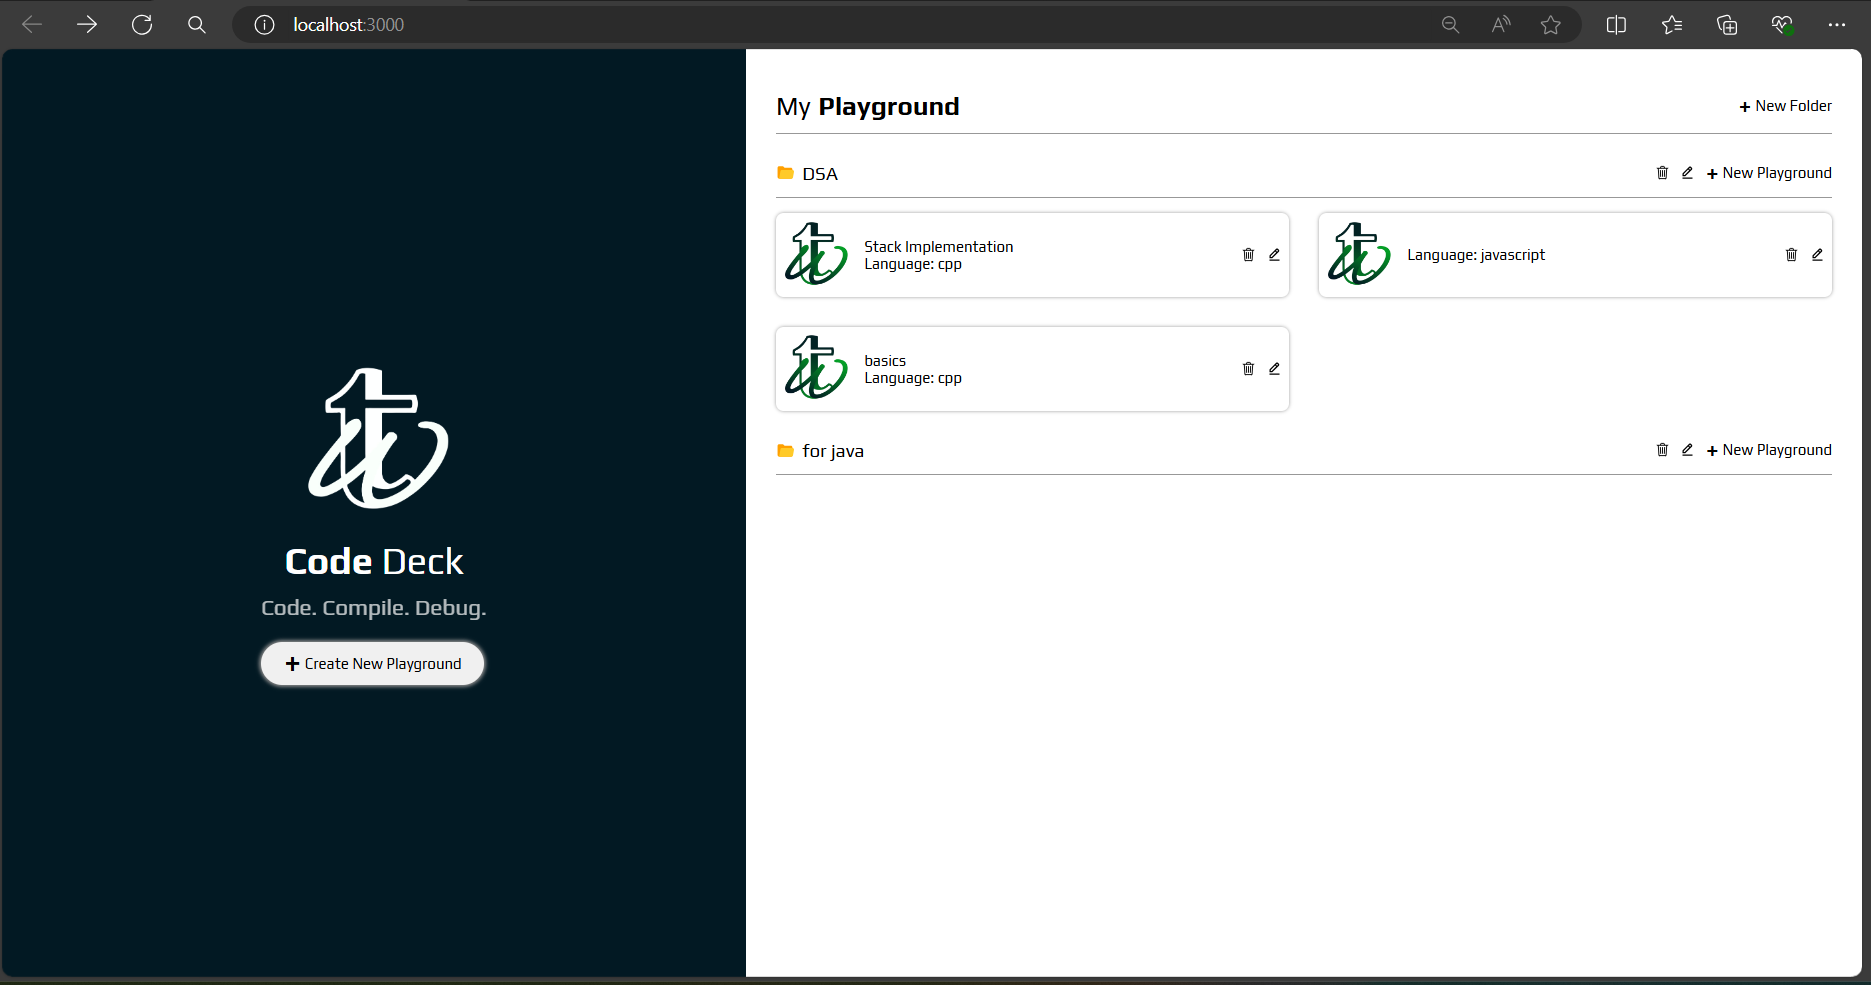 localhost:3000
My Playground
+ New Folder
DSA
+ New Playground
Stack Implementation
Language: cpp
Language: javascript
basics
Language: cpp
for java
+ New Playground
Code Deck
Code. Compile. Debug.
+ Create New Playground